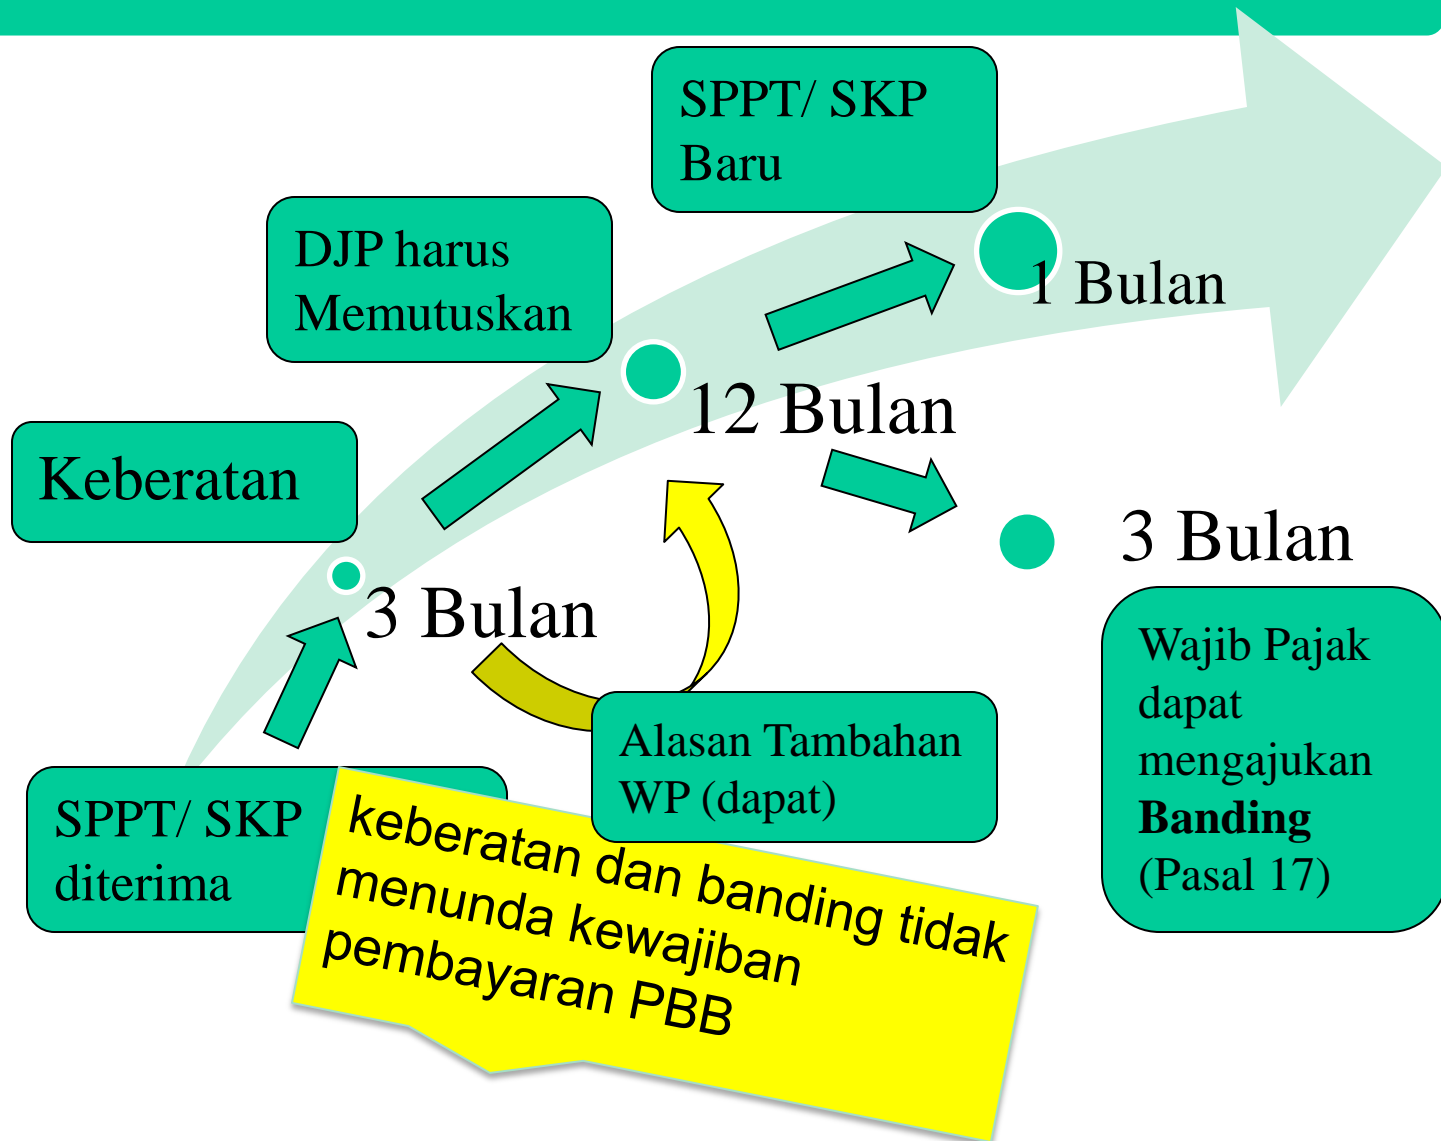 SPPT/ SKP
Baru
1 Bulan
DJP harus
Memutuskan
12 Bulan
Keberatan
3 Bulan
3 Bulan
Wajib Pajak
dapat
mengajukan
Banding
(Pasal 17)
Alasan Tambahan
WP (dapat)
SPPT/ SKP
diterima
keberatan dan banding tidak
menunda kewajiban
pembayaran PBB